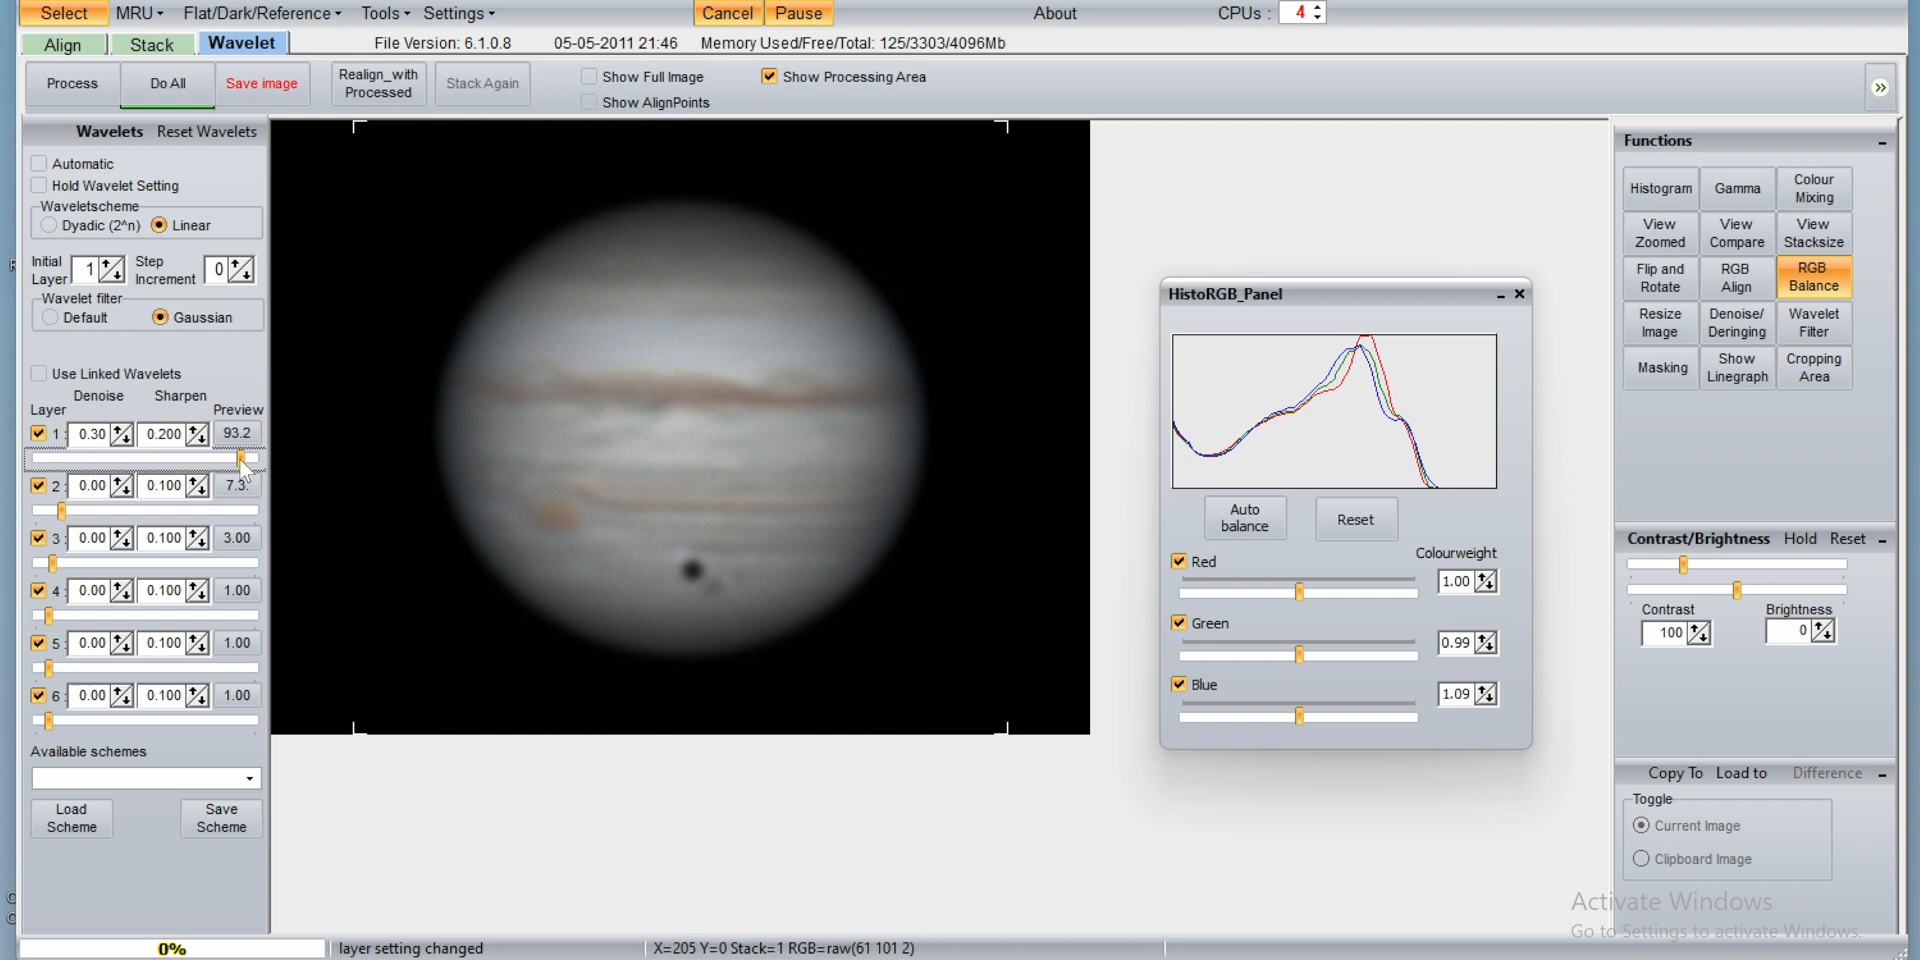 Select MRU Flat/Dark/Reference Tools Settings Cancel Pause About CPUs : 4
Align Stack Wavelet File Version: 6.1.0.8 05-05-2011 21:46 Memory Used/Free/Total: 125/3303/4096Mb
Process Do All Save image Realign_with Processed Stack Again Show Full Image Show Processing Area
Show AlignPoints
Wavelets Reset Wavelets
Automatic
Hold Wavelet Setting
Waveletscheme
Dyadic (2^n) Linear
Initial Layer 1 Step Increment 0
Wavelet filter
Default Gaussian
Use Linked Wavelets
Denoise Sharpen
Layer Preview
1 : 0.30 0.200 93.2
2 : 0.00 0.100 7.3
3 : 0.00 0.100 3.00
4 : 0.00 0.100 1.00
5 : 0.00 0.100 1.00
6 : 0.00 0.100 1.00
Available schemes
Load Scheme Save Scheme
HistoRGB_Panel
Auto balance Reset
Colourweight
Red 1.00
Green 0.99
Blue 1.09
Functions
Histogram Gamma Colour Mixing
View Zoomed View Compare View Stacksize
Flip and Rotate RGB Align RGB Balance
Resize Image Denoise/ Deringing Wavelet Filter
Masking Show Linegraph Cropping Area
Contrast/Brightness Hold Reset
Contrast Brightness
100 0
Copy To Load to Difference
Toggle
Current Image
Clipboard Image
Activate Windows
Go to Settings to activate Windows.
0% layer setting changed X=205 Y=0 Stack=1 RGB=raw(61 101 2)